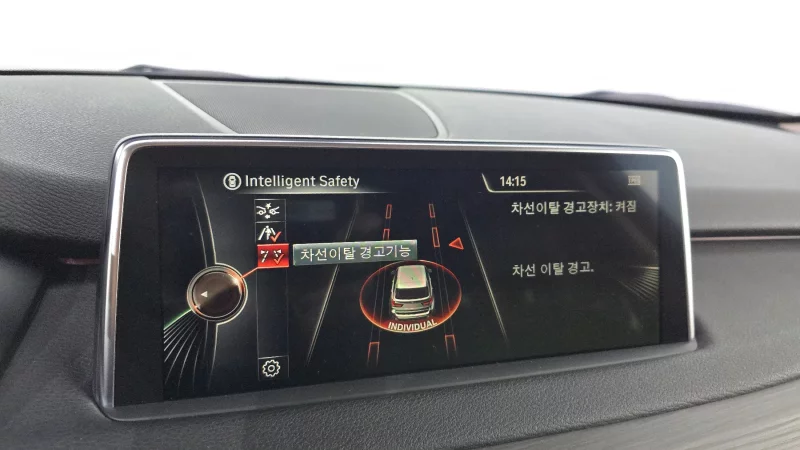 Intelligent Safety
14:15
차선이탈 경고장치: 켜짐
차선이탈 경고기능
차선 이탈 경고.
INDIVIDUAL